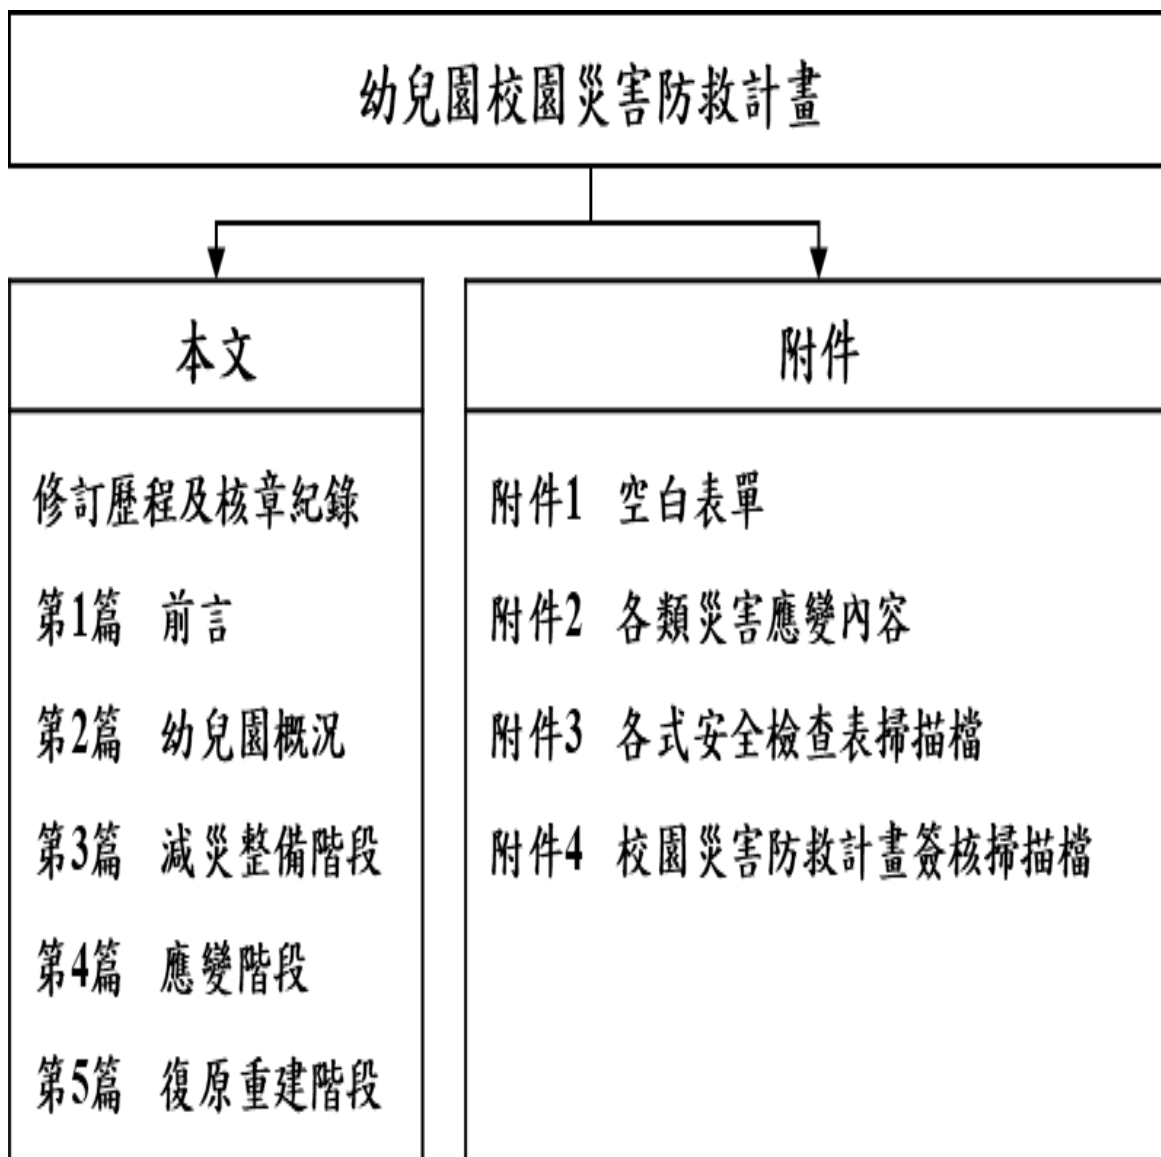 幼兒園校園災害防救計畫
本文
修訂歷程及核章紀錄
第1篇 前言
第2篇 幼兒園概況
第3篇 減災整備階段
第4篇 應變階段
第5篇 復原重建階段
附件
附件1 空白表單
附件2 各類災害應變內容
附件3 各式安全檢查表掃描檔
附件4 校園災害防救計畫簽核掃描檔